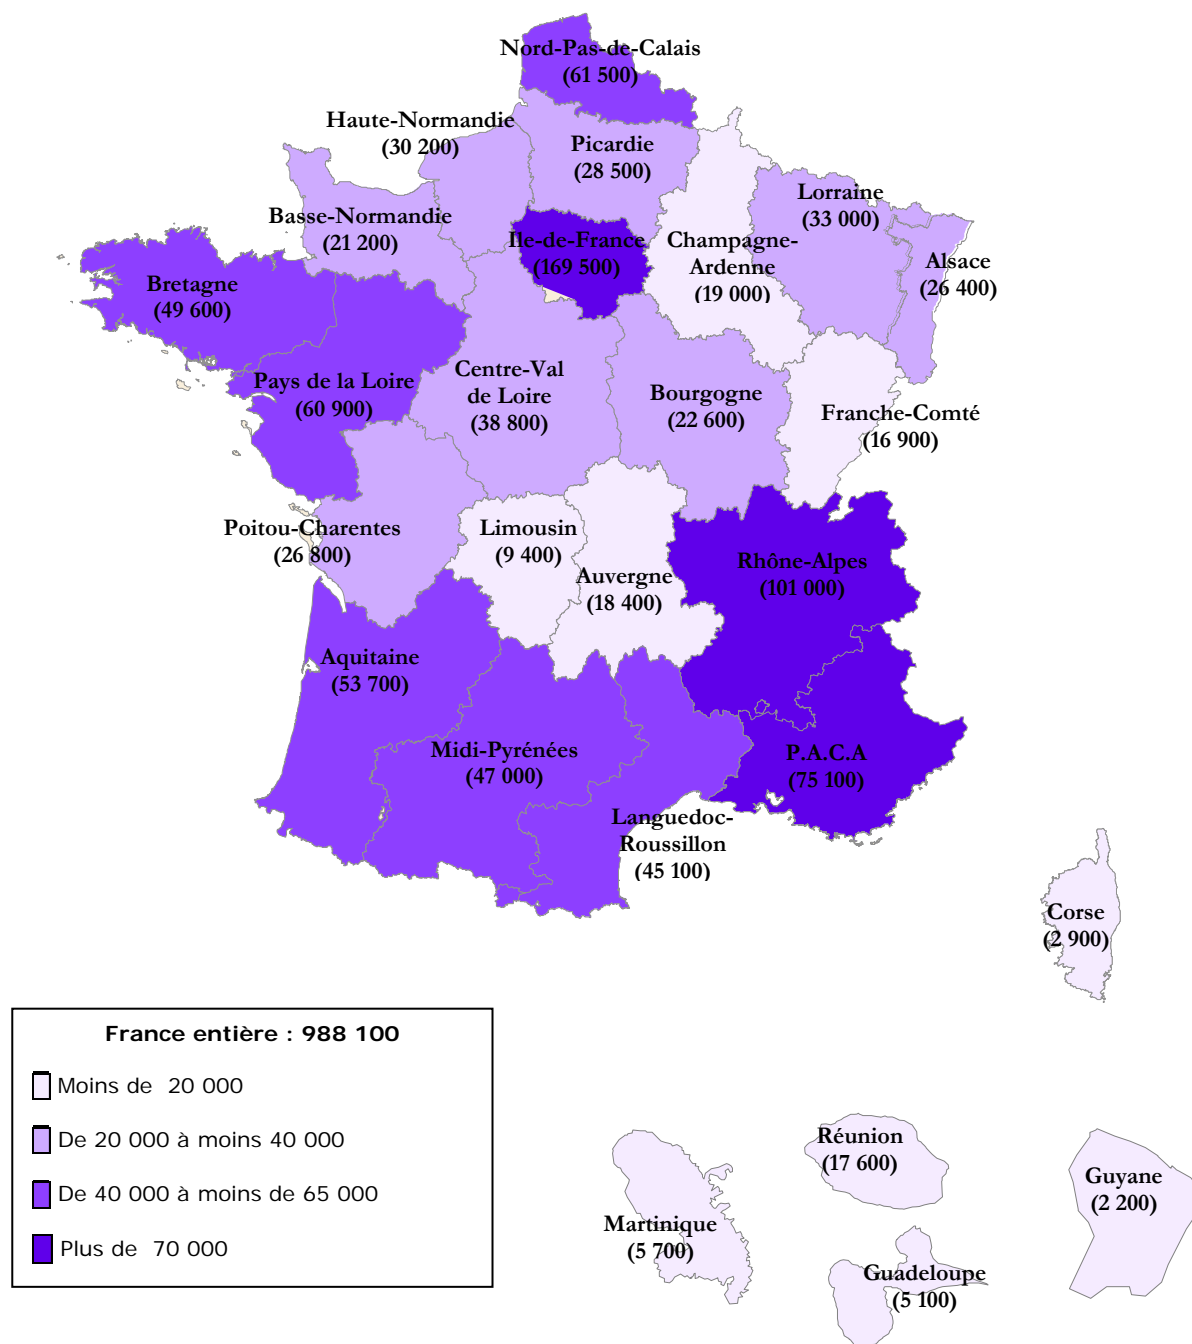 Nord-Pas-de-Calais
(61 500)
Haute-Normandie
(30 200)
Picardie
(28 500)
Lorraine
(33 000)
Basse-Normandie
(21 200)
Ile-de-France
(169 500)
Champagne-
Ardenne
(19 000)
Alsace
(26 400)
Bretagne
(49 600)
Pays de la Loire
(60 900)
Centre-Val
de Loire
(38 800)
Bourgogne
(22 600)
Franche-Comté
(16 900)
Poitou-Charentes
(26 800)
Limousin
(9 400)
Auvergne
(18 400)
Rhône-Alpes
(101 000)
Aquitaine
(53 700)
Midi-Pyrénées
(47 000)
P.A.C.A
(75 100)
Languedoc-
Roussillon
(45 100)
Corse
(2 900)
France entière : 988 100
Moins de 20 000
De 20 000 à moins 40 000
De 40 000 à moins de 65 000
Plus de 70 000
Réunion
(17 600)
Guyane
(2 200)
Martinique
(5 700)
Guadeloupe
(5 100)